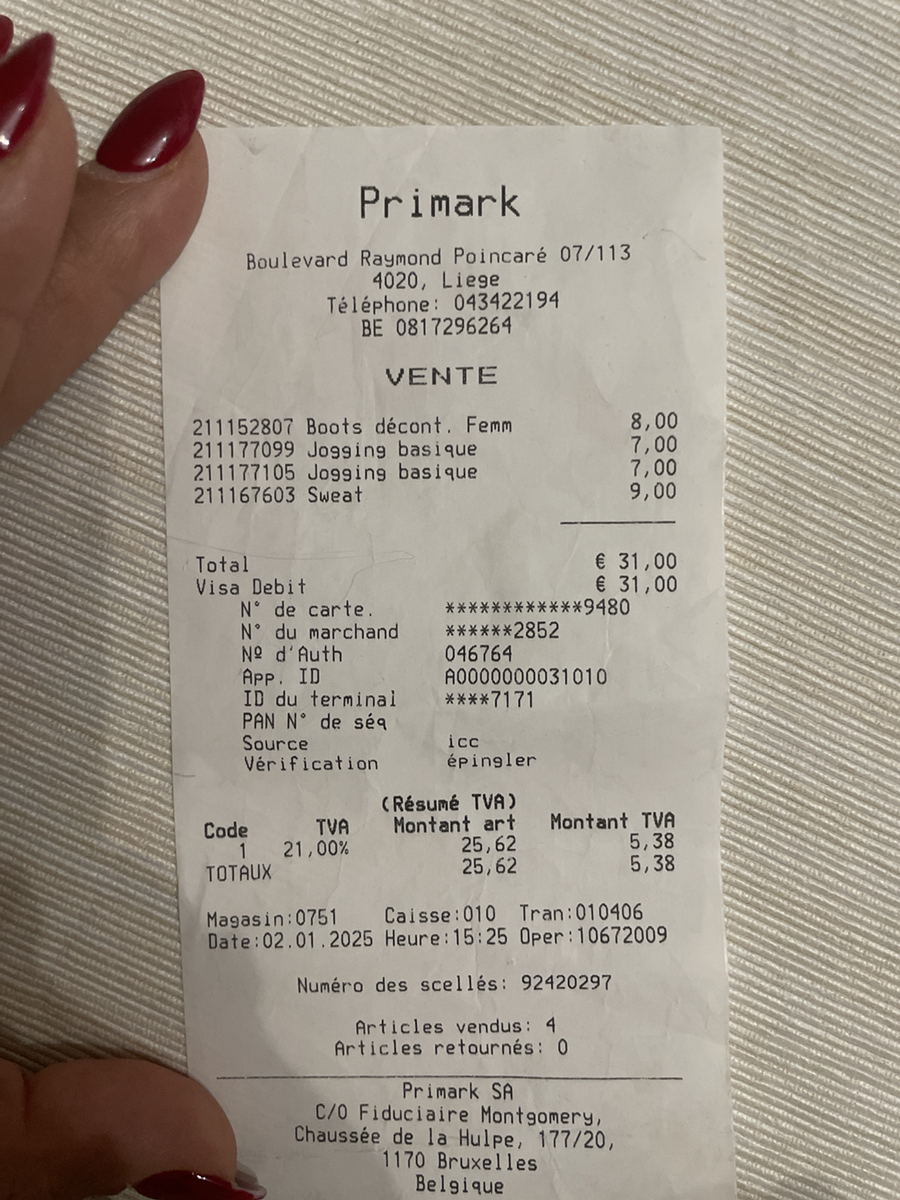 Primark
Boulevard Raymond Poincaré 07/113
4020, Liege
Téléphone: 043422194
BE 0817296264
VENTE
211152807 Boots décont. Femm 8,00
211177099 Jogging basique 7,00
211177105 Jogging basique 7,00
211167603 Sweat 9,00
Total € 31,00
Visa Debit € 31,00
N° de carte. ************9480
N° du marchand ******2852
Nº d'Auth 046764
App. ID A0000000031010
ID du terminal ****7171
PAN N° de séq
Source icc
Vérification épingler
(Résumé TVA)
Code TVA Montant art Montant TVA
1 21,00% 25,62 5,38
TOTAUX 25,62 5,38
Magasin:0751 Caisse:010 Tran:010406
Date:02.01.2025 Heure:15:25 Oper:10672009
Numéro des scellés: 92420297
Articles vendus: 4
Articles retournés: 0
Primark SA
C/O Fiduciaire Montgomery,
Chaussée de la Hulpe, 177/20,
1170 Bruxelles
Belgique